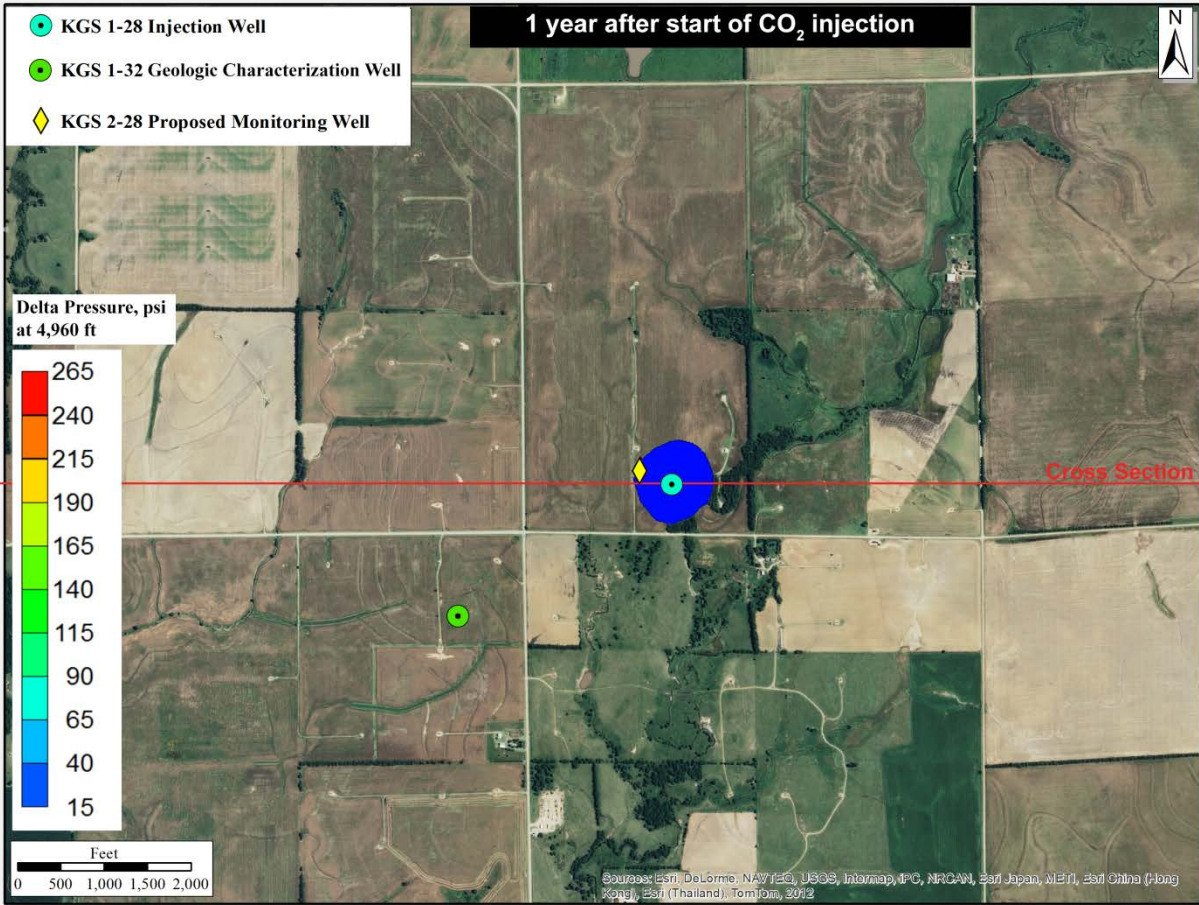 1 year after start of CO₂ injection
N
KGS 1-28 Injection Well
KGS 1-32 Geologic Characterization Well
KGS 2-28 Proposed Monitoring Well
Delta Pressure, psi
at 4,960 ft
265
240
215
190
165
140
115
90
65
40
15
Cross Section
Feet
0 500 1,000 1,500 2,000
Sources: Esri, DeLorme, NAVTEQ, USGS, Intermap, iPC, NRCAN, Esri Japan, METI, Esri China (Hong
Kong), Esri (Thailand), TomTom, 2012